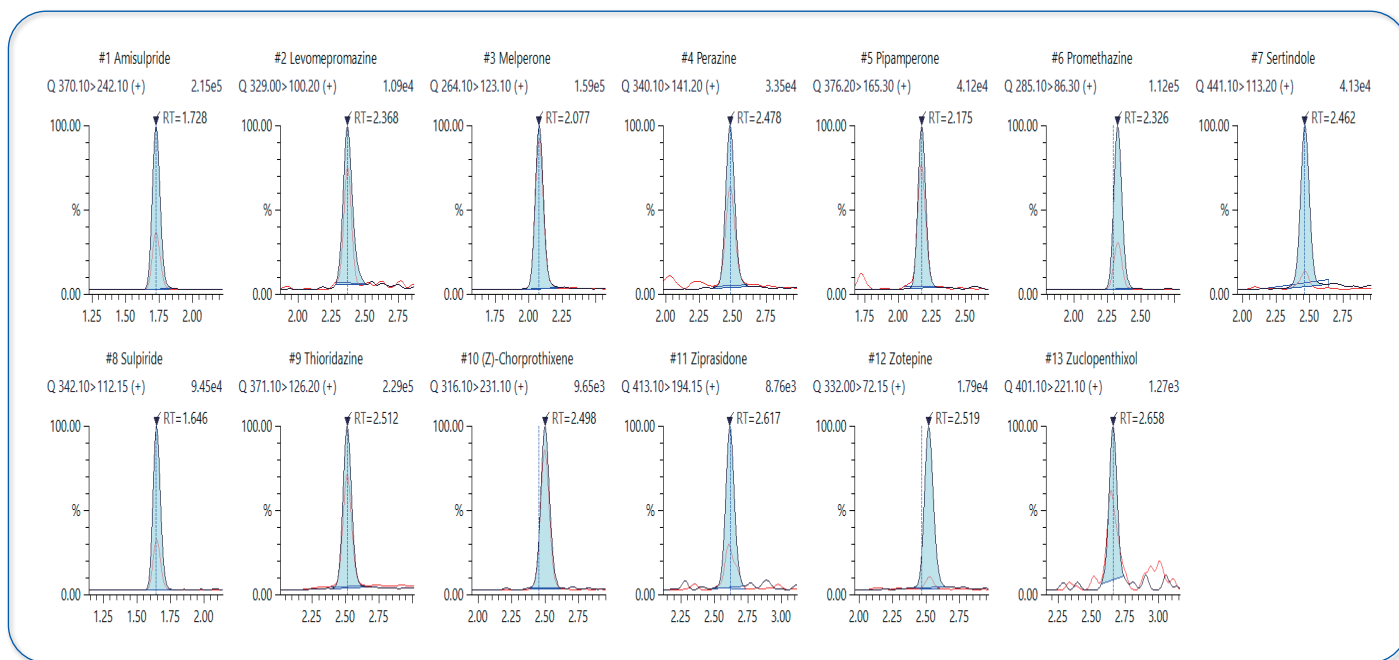 #1 Amisulpride
Q 370.10>242.10 (+) 2.15e5
RT=1.728
100.00
%
0.00
1.25 1.50 1.75 2.00
#2 Levomepromazine
Q 329.00>100.20 (+) 1.09e4
RT=2.368
100.00
%
0.00
2.00 2.25 2.50 2.75
#3 Melperone
Q 264.10>123.10 (+) 1.59e5
RT=2.077
100.00
%
0.00
1.75 2.00 2.25
#4 Perazine
Q 340.10>141.20 (+) 3.35e4
RT=2.478
100.00
%
0.00
2.00 2.25 2.50 2.75
#5 Pipamperone
Q 376.20>165.30 (+) 4.12e4
RT=2.175
100.00
%
0.00
1.75 2.00 2.25 2.50
#6 Promethazine
Q 285.10>86.30 (+) 1.12e5
RT=2.326
100.00
%
0.00
2.00 2.25 2.50
#7 Sertindole
Q 441.10>113.20 (+) 4.13e4
RT=2.462
100.00
%
0.00
2.00 2.25 2.50 2.75
#8 Sulpiride
Q 342.10>112.15 (+) 9.45e4
RT=1.646
100.00
%
0.00
1.25 1.50 1.75 2.00
#9 Thioridazine
Q 371.10>126.20 (+) 2.29e5
RT=2.512
100.00
%
0.00
2.25 2.50 2.75
#10 (Z)-Chorprothixene
Q 316.10>231.10 (+) 9.65e3
RT=2.498
100.00
%
0.00
2.00 2.25 2.50 2.75
#11 Ziprasidone
Q 413.10>194.15 (+) 8.76e3
RT=2.617
100.00
%
0.00
2.25 2.50 2.75 3.00
#12 Zotepine
Q 332.00>72.15 (+) 1.79e4
RT=2.519
100.00
%
0.00
2.00 2.25 2.50 2.75
#13 Zuclopenthixol
Q 401.10>221.10 (+) 1.27e3
RT=2.658
100.00
%
0.00
2.25 2.50 2.75 3.00